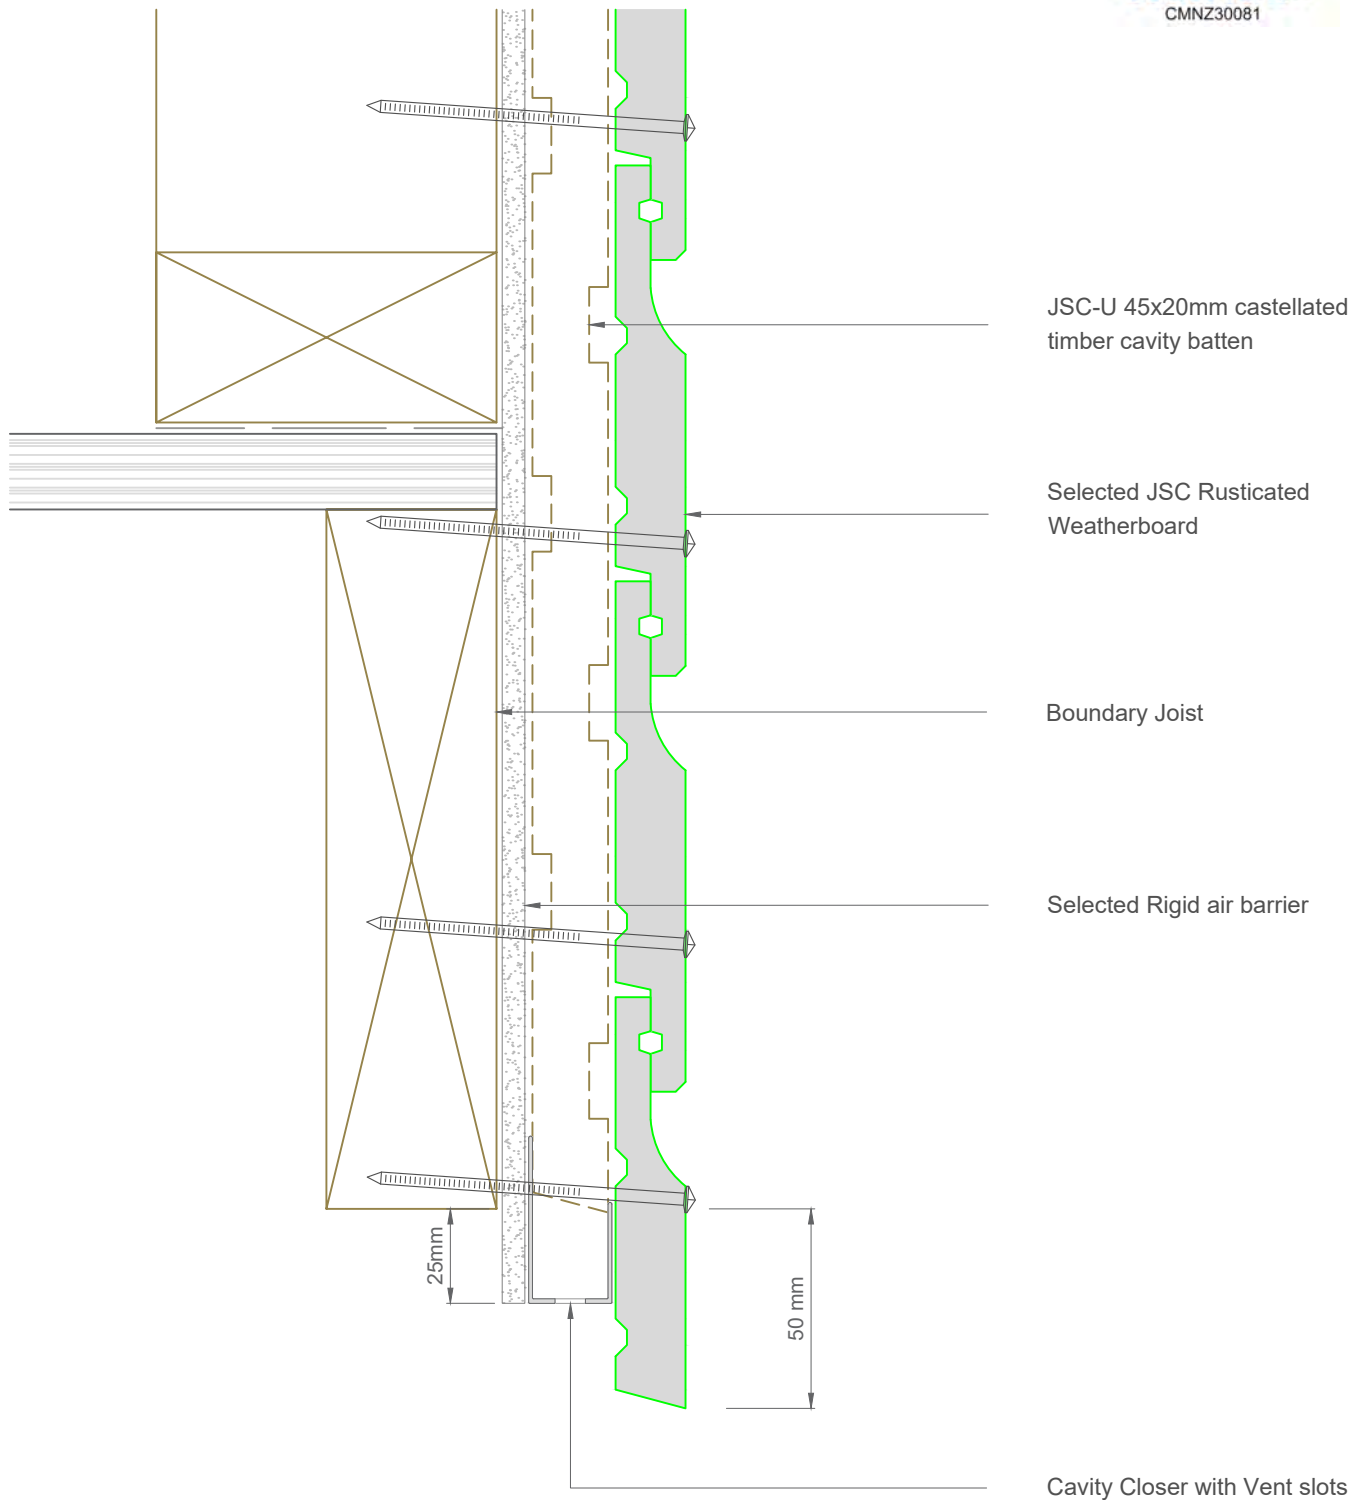 CMNZ30081
JSC-U 45x20mm castellated
timber cavity batten
Selected JSC Rusticated
Weatherboard
Boundary Joist
Selected Rigid air barrier
25mm
50 mm
Cavity Closer with Vent slots